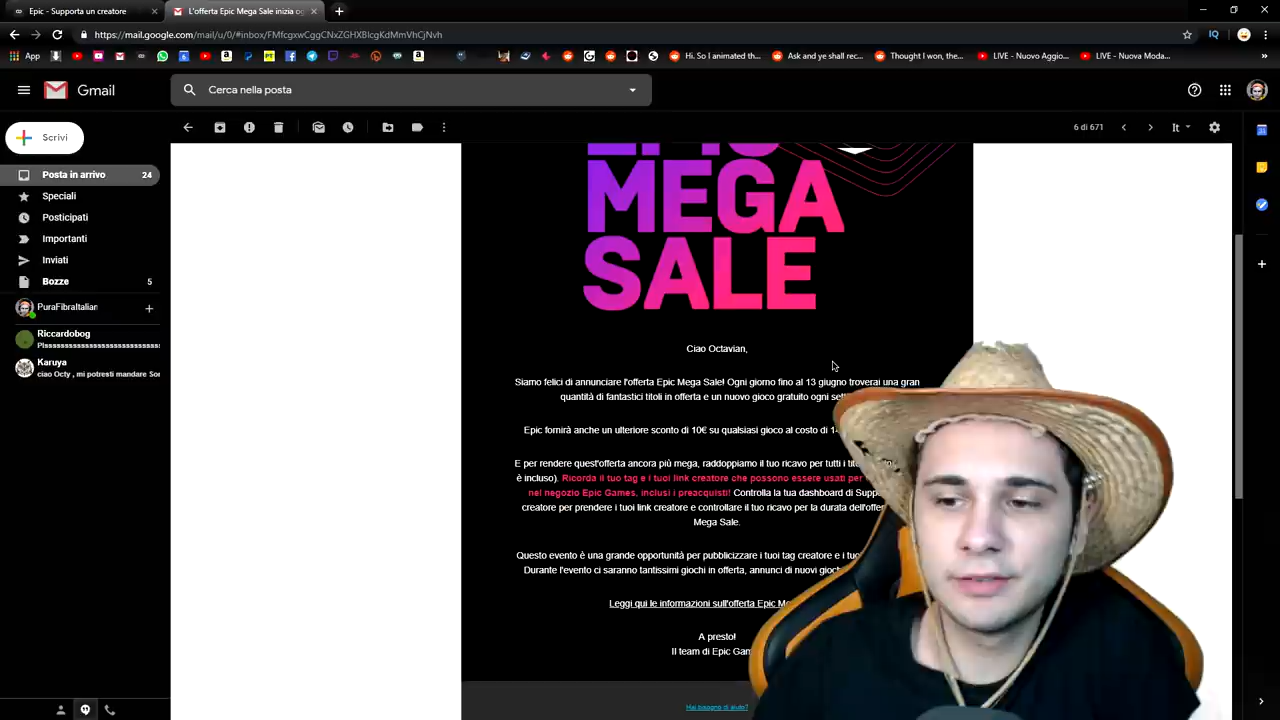 Epic - Supporta un creatore
L'offerta Epic Mega Sale inizia og
https://mail.google.com/mail/u/0/#inbox/FMfcgxwCggCNxZGHXBlcgKdMmVhCjNvh
IQ
App
Hi. So I animated th...
Ask and ye shall rec...
Thought I won, the...
LIVE - Nuovo Aggio...
LIVE - Nuova Moda...
Gmail
Cerca nella posta
Scrivi
6 di 671
It
Posta in arrivo 24
Speciali
Posticipati
Importanti
Inviati
Bozze 5
PuraFibraItalian
Riccardobog
Karuya
ciao Octy , mi potresti mandare Sor
EPIC
MEGA
SALE
Ciao Octavian,
Siamo felici di annunciare l'offerta Epic Mega Sale! Ogni giorno fino al 13 giugno troverai una gran
quantità di fantastici titoli in offerta e un nuovo gioco gratuito ogni
Epic fornirà anche un ulteriore sconto di 10€ su qualsiasi gioco al costo di
E per rendere quest'offerta ancora più mega, raddoppiamo il tuo ricavo per tutti i
è incluso). Ricorda il tuo tag e i tuoi link creatore che possono essere usati per
nel negozio Epic Games, inclusi i preacquisti! Controlla la tua dashboard di
creatore per prendere i tuoi link creatore e controllare il tuo ricavo per la durata
Mega Sale.
Questo evento è una grande opportunità per pubblicizzare i tuoi tag creatore e i
Durante l'evento ci saranno tantissimi giochi in offerta, annunci di nuovi
Leggi qui le informazioni sull'offerta Epic
A presto!
Il team di Epic
Hai bisogno di aiuto?